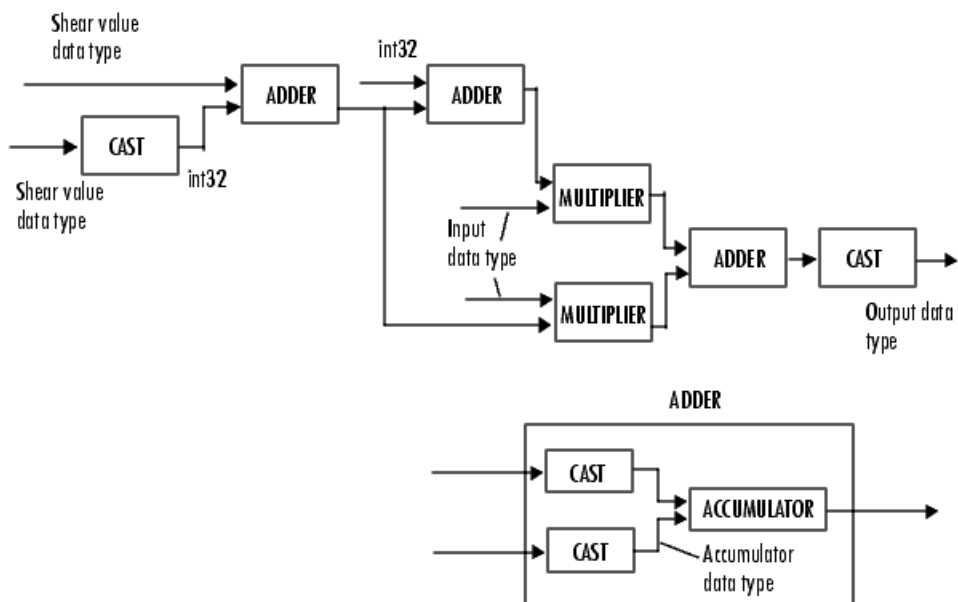 Shear value
data type
int32
ADDER
ADDER
CAST
int32
Shear value
data type
MULTIPLIER
Input
data type
ADDER
CAST
MULTIPLIER
Output data
type
ADDER
CAST
ACCUMULATOR
CAST
Accumulator
data type